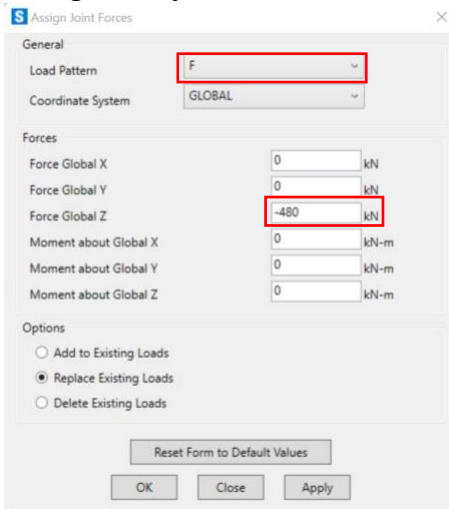 S Assign Joint Forces
General
Load Pattern F
Coordinate System GLOBAL
Forces
Force Global X 0 kN
Force Global Y 0 kN
Force Global Z -480 kN
Moment about Global X 0 kN-m
Moment about Global Y 0 kN-m
Moment about Global Z 0 kN-m
Options
Add to Existing Loads
Replace Existing Loads
Delete Existing Loads
Reset Form to Default Values
OK Close Apply